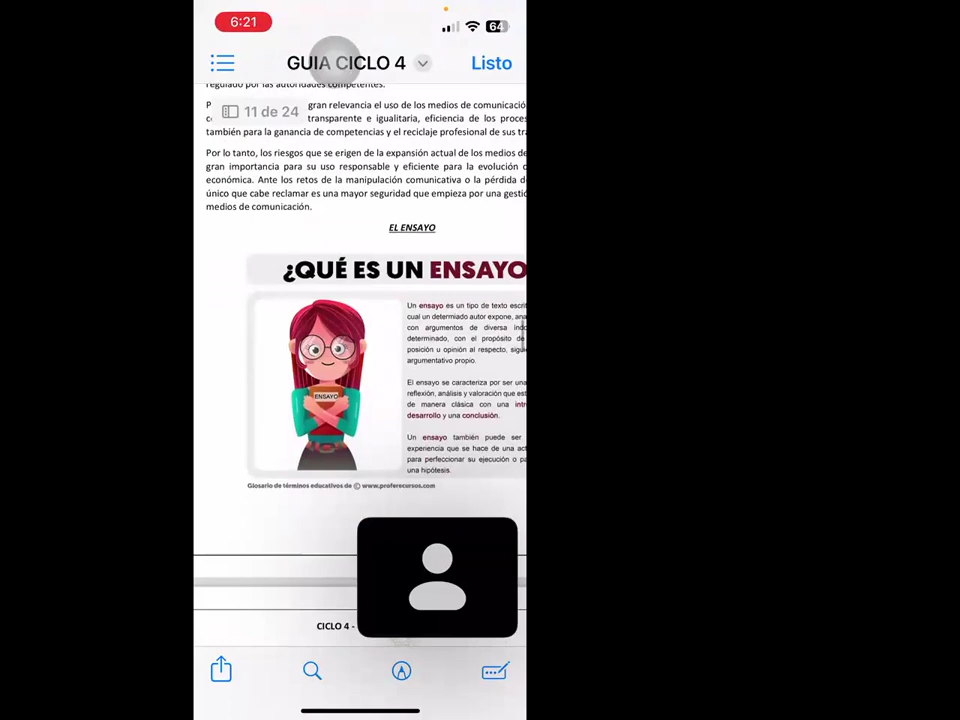 6:21
64
GUIA CICLO 4
Listo
regulado por las autoridades competentes.
11 de 24
gran relevancia el uso de los medios de comunicació
transparente e igualitaria, eficiencia de los proces
también para la ganancia de competencias y el reciclaje profesional de sus tra
Por lo tanto, los riesgos que se erigen de la expansión actual de los medios de
gran importancia para su uso responsable y eficiente para la evolución
económica. Ante los retos de la manipulación comunicativa o la pérdida d
único que cabe reclamar es una mayor seguridad que empieza por una gesti
medios de comunicación.
EL ENSAYO
¿QUÉ ES UN ENSAYO
Un ensayo es un tipo de texto escrit
cual un determiado autor expone, ana
con argumentos de diversa índo
determinado, con el propósito de
posición u opinión al respecto, sigu
argumentativo propio.
El ensayo se caracteriza por ser una
reflexión, análisis y valoración que est
de manera clásica con una intr
desarrollo y una conclusión.
Un ensayo también puede ser
experiencia que se hace de una act
para perfeccionar su ejecución o pa
una hipótesis.
ENSAYO
Glosario de términos educativos de © www.proferecursos.com
CICLO 4 -